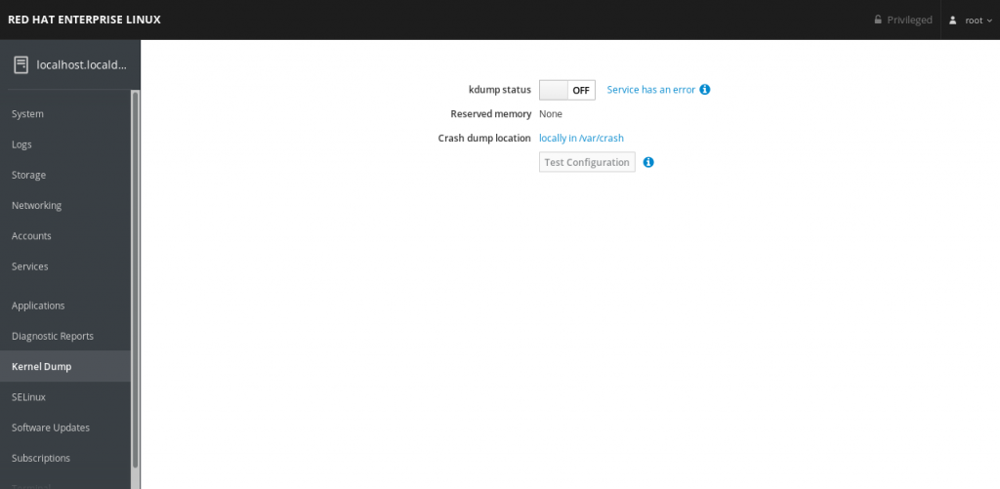 RED HAT ENTERPRISE LINUX
Privileged
root
localhost.locald...
System
Logs
Storage
Networking
Accounts
Services
Applications
Diagnostic Reports
Kernel Dump
SELinux
Software Updates
Subscriptions
kdump status OFF Service has an error
Reserved memory None
Crash dump location locally in /var/crash
Test Configuration